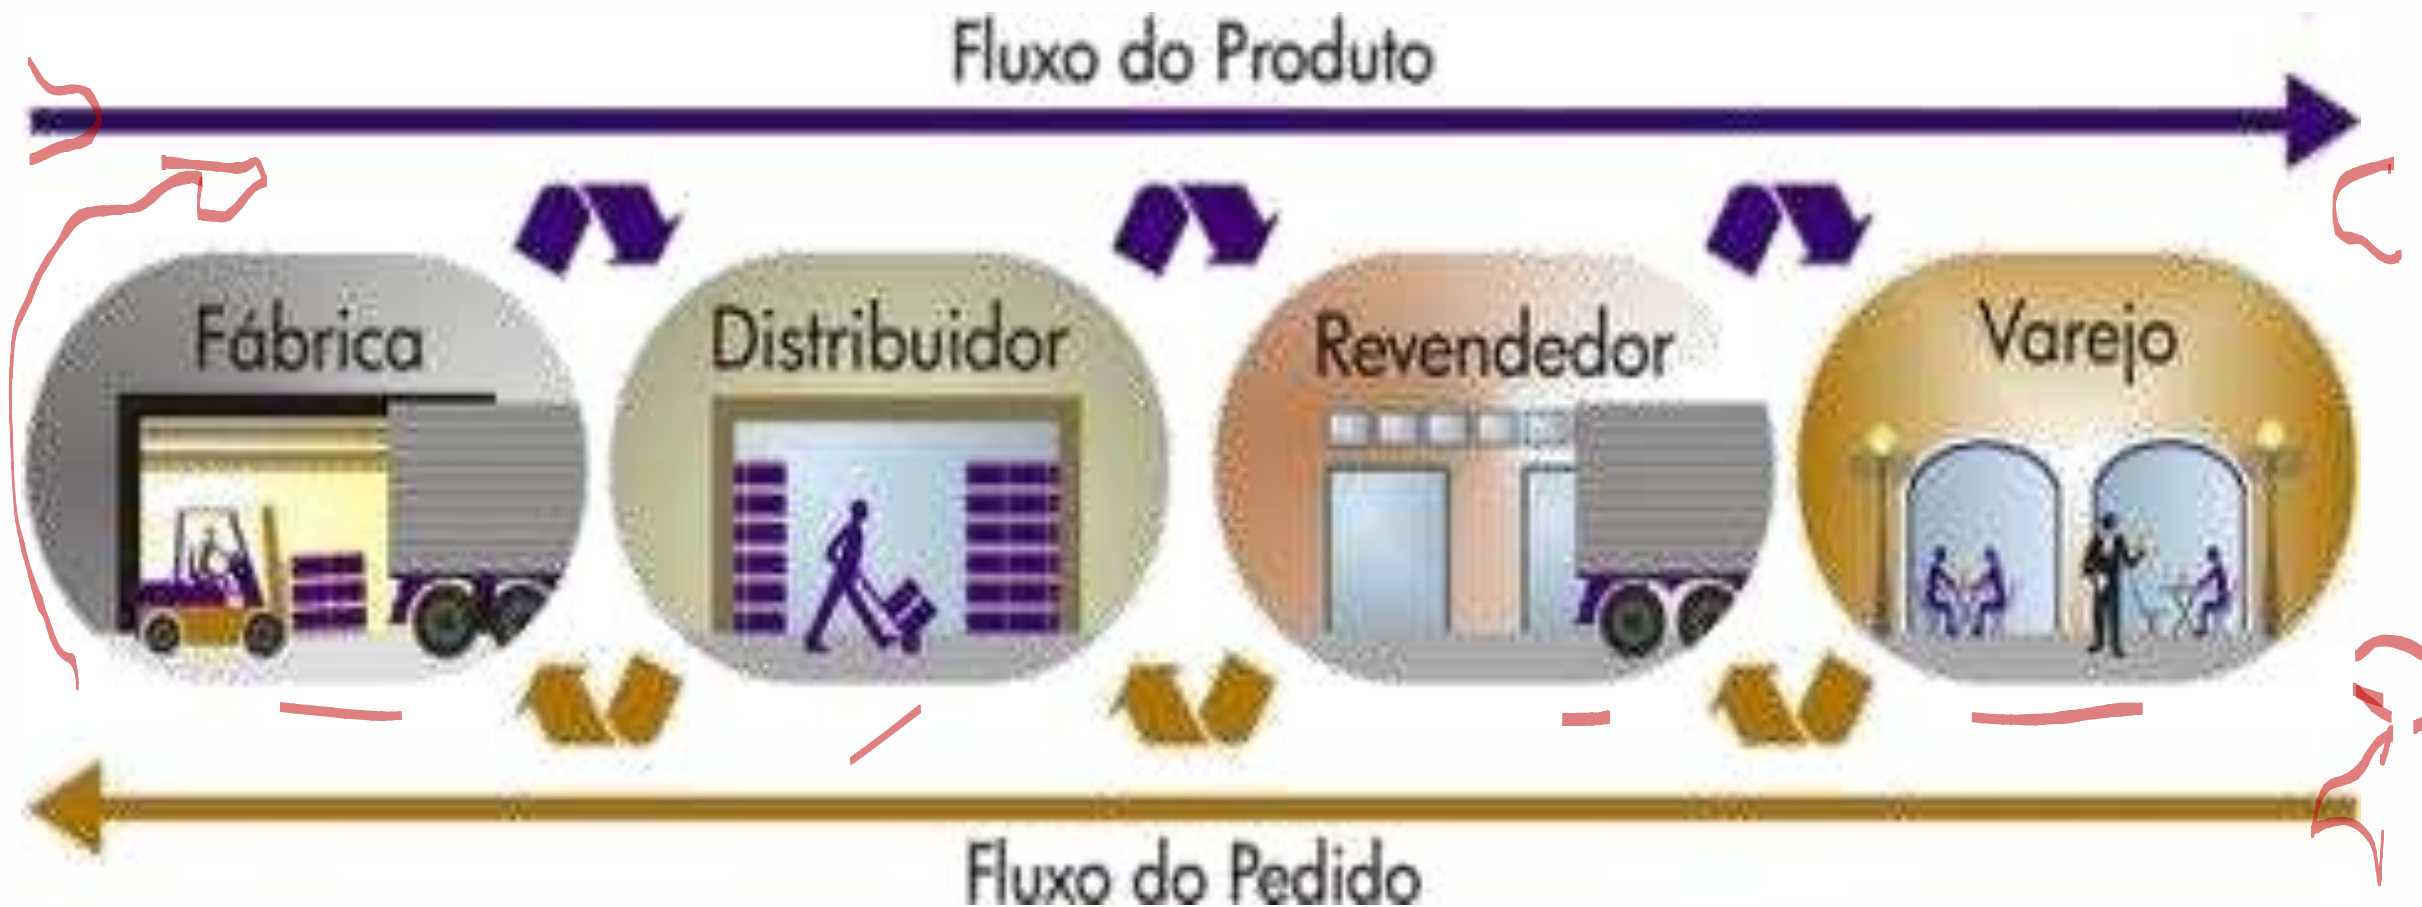 Fluxo do Produto
Fábrica
Distribuidor
Revendedor
Varejo
Fluxo do Pedido